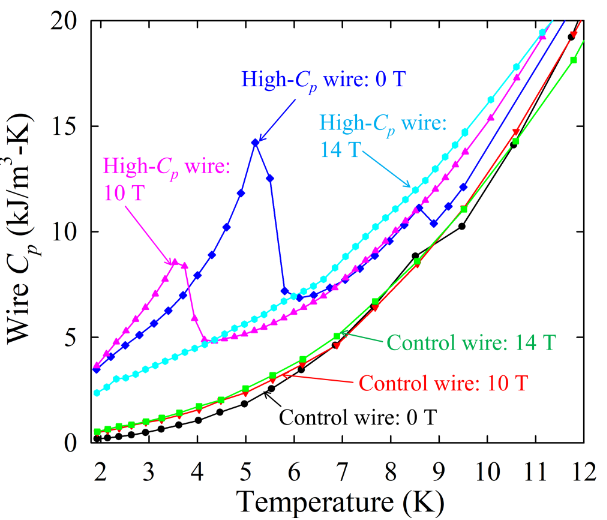 20
15
10
5
0
Wire Cp (kJ/m³-K)
High-Cp wire: 0 T
High-Cp wire:
14 T
High-Cp wire:
10 T
Control wire: 14 T
Control wire: 10 T
Control wire: 0 T
2 3 4 5 6 7 8 9 10 11 12
Temperature (K)